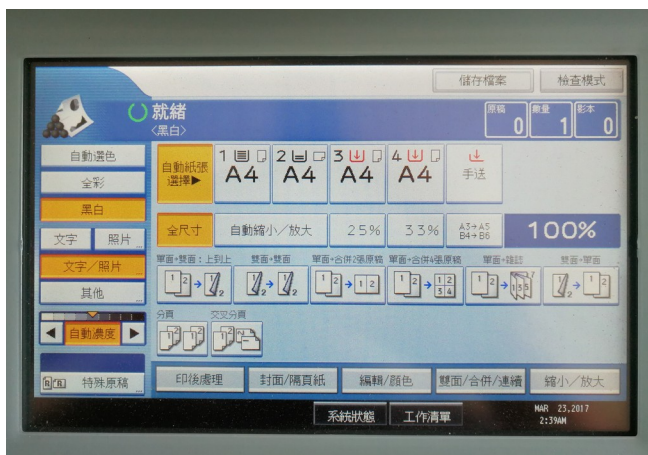 儲存檔案 檢查模式
就緒
〈黑白〉
原稿 0 數量 1 影本 0
自動選色
全彩
黑白
文字 照片
文字／照片
其他
自動濃度
特殊原稿
自動紙張
選擇▶
1 A4
2 A4
3 A4
4 A4
手送
全尺寸 自動縮小／放大 25% 33% A3→A5
B4→B6 100%
單面→雙面：上到上 雙面→雙面 單面→合併2張原稿 單面→合併4張原稿 單面→雜誌 雙面→單面
分頁 交叉分頁
印後處理 封面/隔頁紙 編輯/顏色 雙面/合併/連續 縮小／放大
系統狀態 工作清單
MAR 23,2017
2:39AM